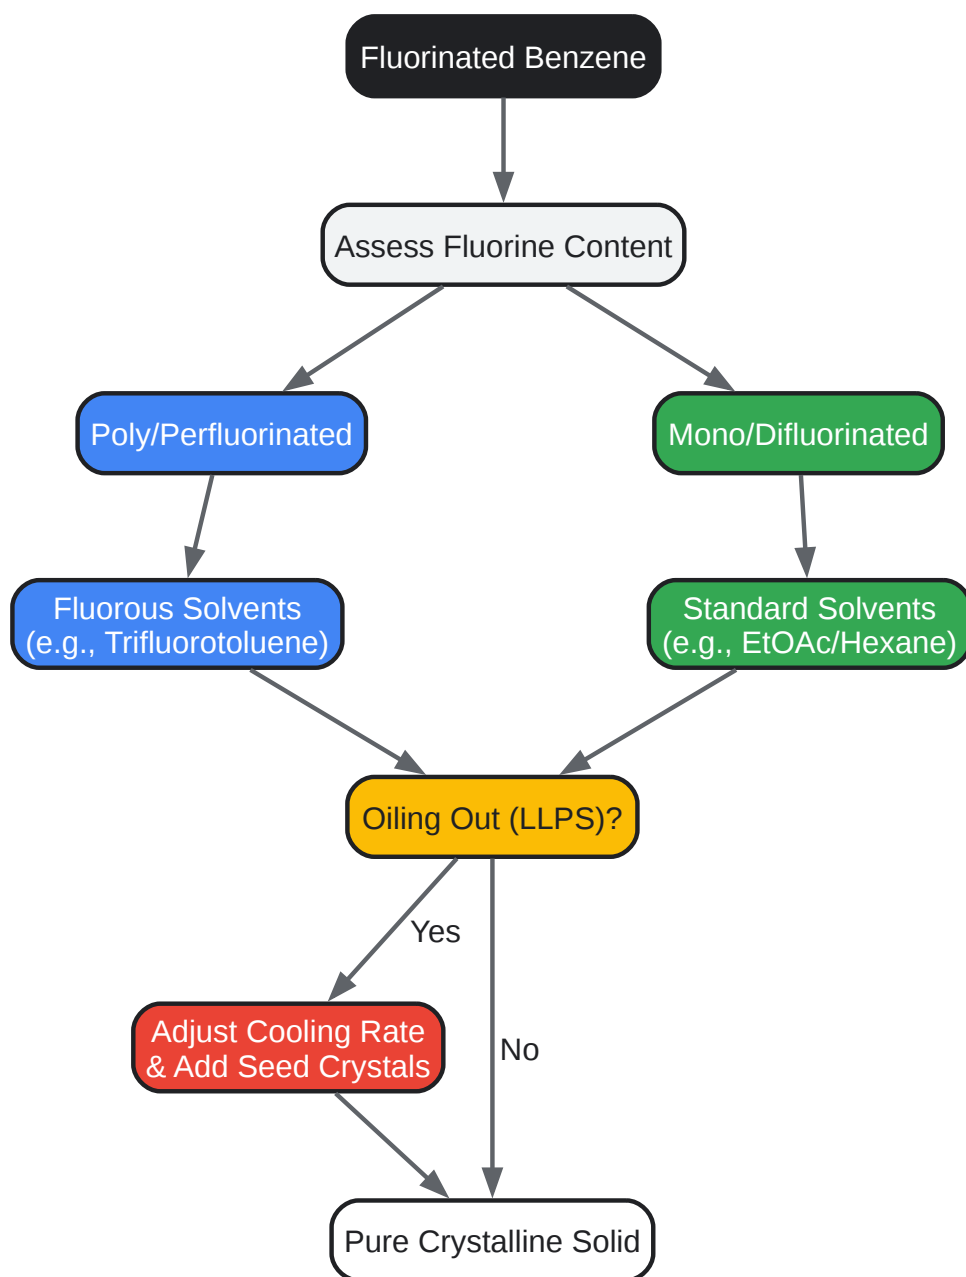 Fluorinated Benzene
Assess Fluorine Content
Poly/Perfluorinated
Mono/Difluorinated
Fluorous Solvents
(e.g., Trifluorotoluene)
Standard Solvents
(e.g., EtOAc/Hexane)
Oiling Out (LLPS)?
Yes
Adjust Cooling Rate
& Add Seed Crystals
No
Pure Crystalline Solid